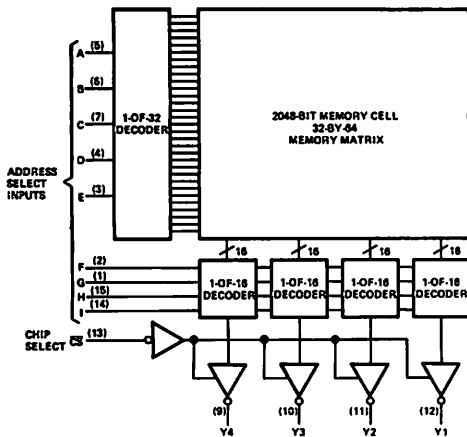 A (5)
B (6)
C (7)
D (4)
E (3)
1-OF-32
DECODER
2048-BIT MEMORY CELL
32-BY-64
MEMORY MATRIX
ADDRESS
SELECT
INPUTS
16 16 16 16
F (2)
G (1)
H (15)
I (14)
1-OF-16
DECODER
1-OF-16
DECODER
1-OF-16
DECODER
1-OF-16
DECODER
CHIP
SELECT C̅S̅ (13)
(9) (10) (11) (12)
Y4 Y3 Y2 Y1